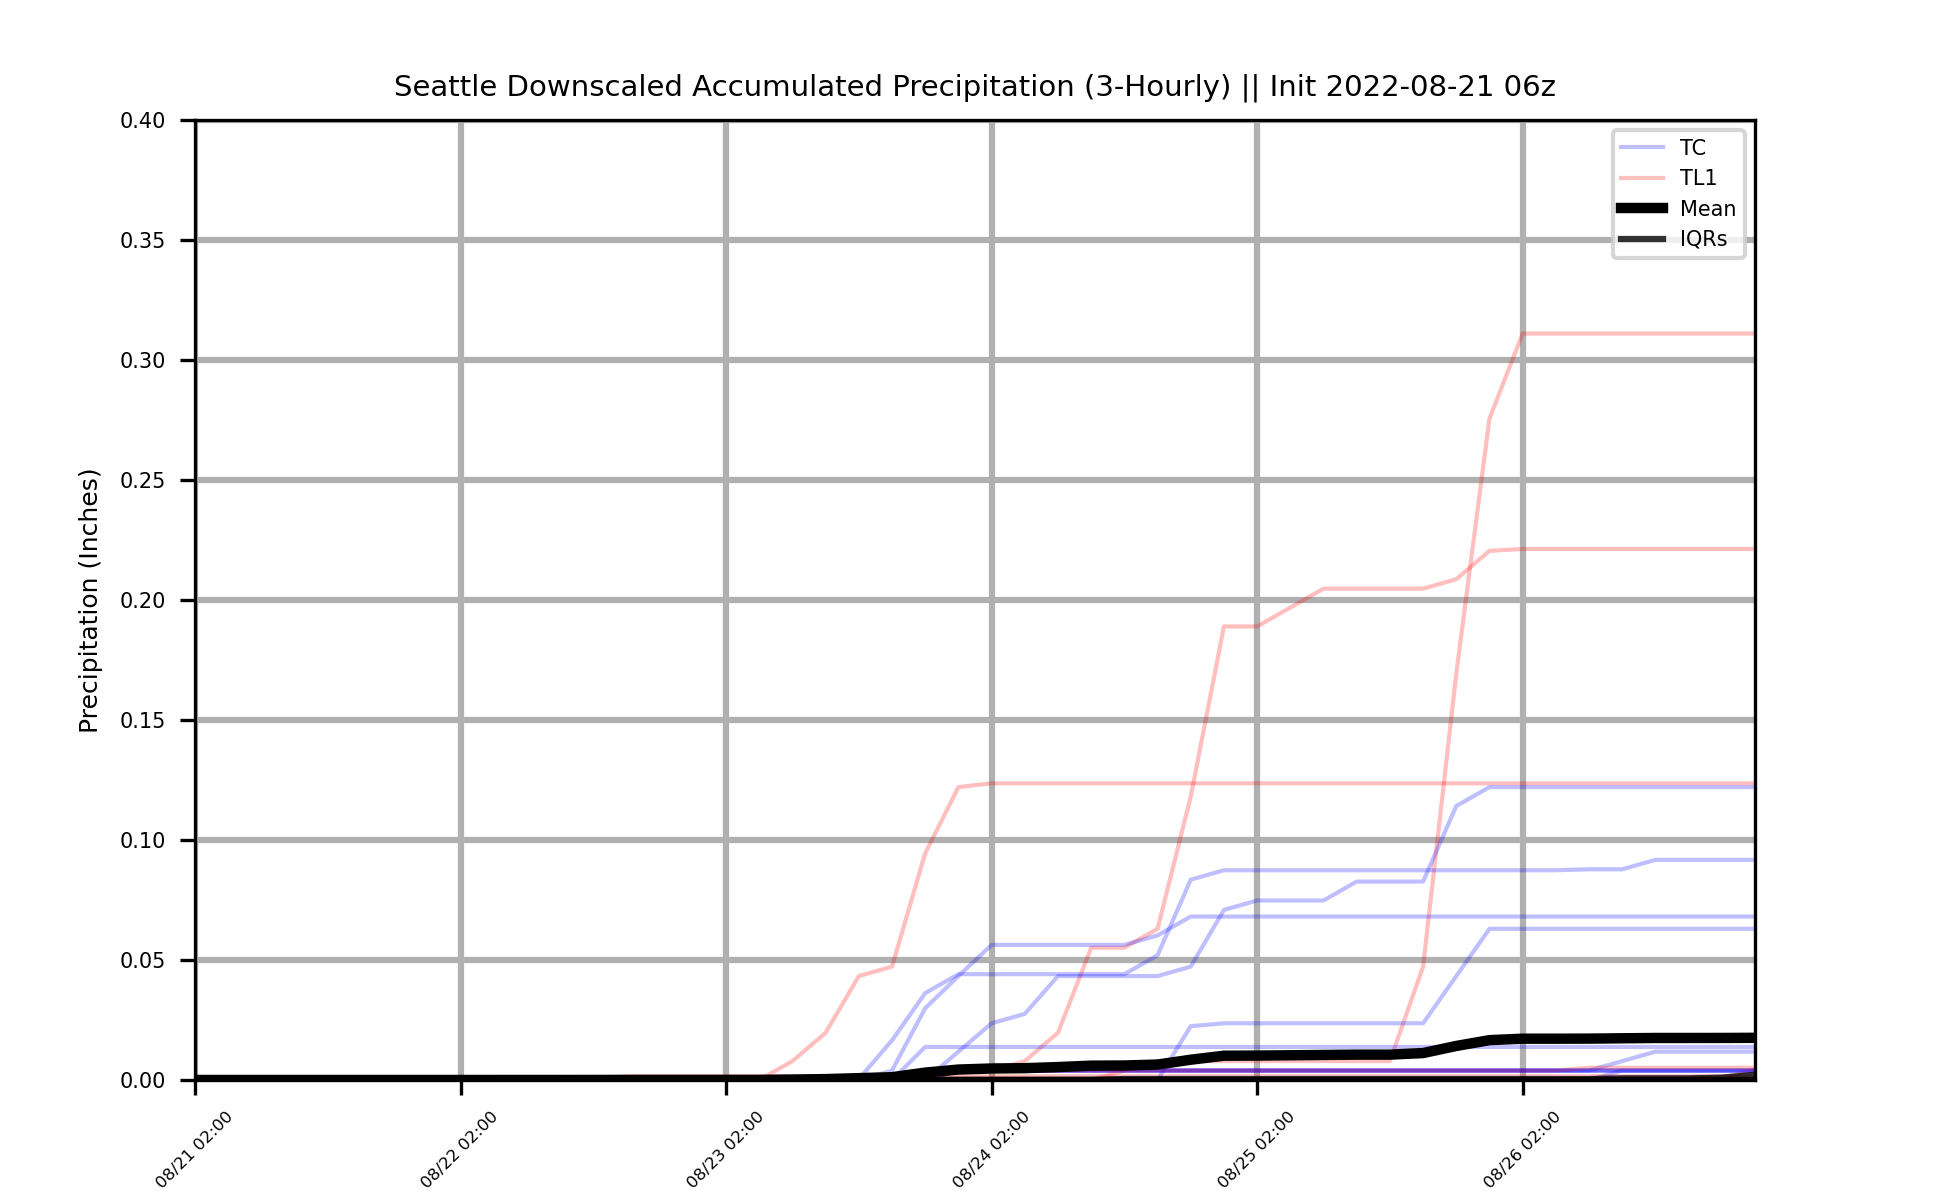 Seattle Downscaled Accumulated Precipitation (3-Hourly) || Init 2022-08-21 06z
TC
TL1
Mean
IQRs
Precipitation (Inches)
0.40
0.35
0.30
0.25
0.20
0.15
0.10
0.05
0.00
08/21 02:00
08/22 02:00
08/23 02:00
08/24 02:00
08/25 02:00
08/26 02:00